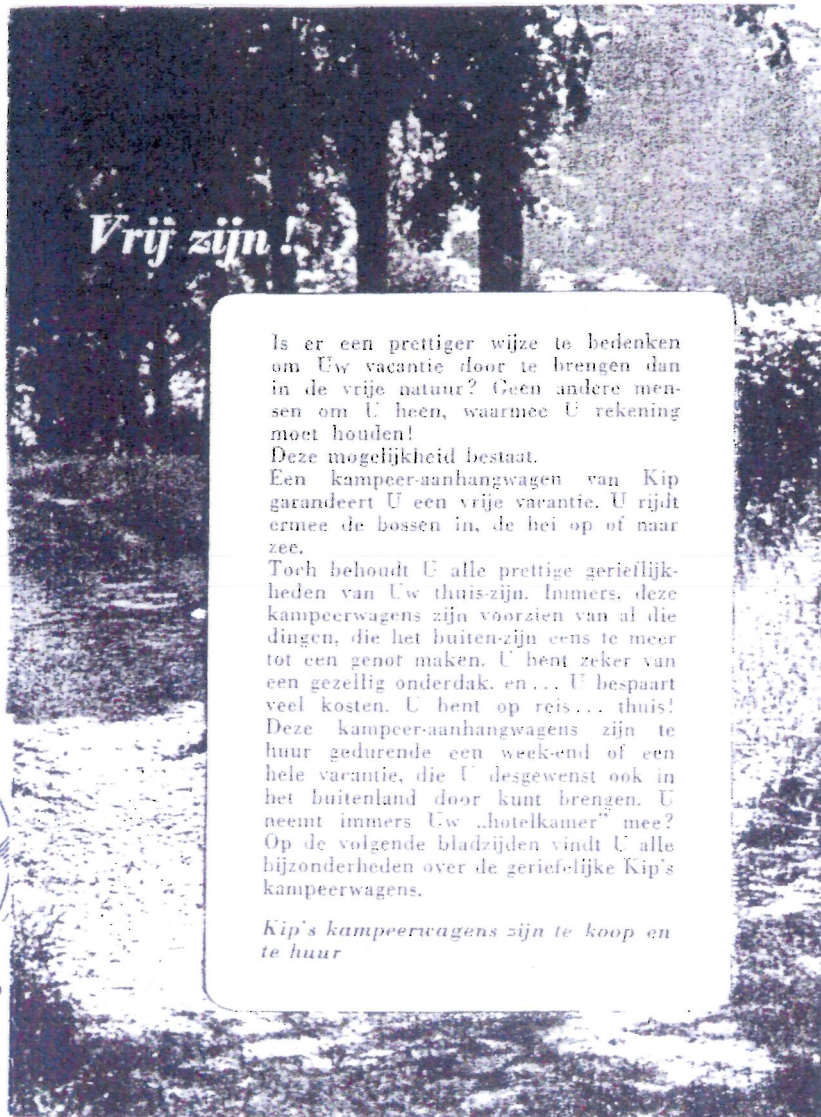 Vrij zijn!
Is er een prettiger wijze te bedenken
om Uw vacantie door te brengen dan
in de vrije natuur? Geen andere men-
sen om U heen, waarmee U rekening
moet houden!
Deze mogelijkheid bestaat.
Een kampeer-aanhangwagen van Kip
garandeert U een vrije vacantie. U rijdt
ermee de bossen in, de hei op of naar
zee.
Toch behoudt U alle prettige gerieflijk-
heden van Uw thuis-zijn. Immers, deze
kampeerwagens zijn voorzien van al die
dingen, die het buiten-zijn eens te meer
tot een genot maken. U bent zeker van
een gezellig onderdak. en... U bespaart
veel kosten. U bent op reis... thuis!
Deze kampeer-aanhangwagens zijn te
huur gedurende een week-end of een
hele vacantie, die U desgewenst ook in
het buitenland door kunt brengen. U
neemt immers Uw „hotelkamer" mee?
Op de volgende bladzijden vindt U alle
bijzonderheden over de geriefelijke Kip's
kampeerwagens.
Kip's kampeerwagens zijn te koop en
te huur